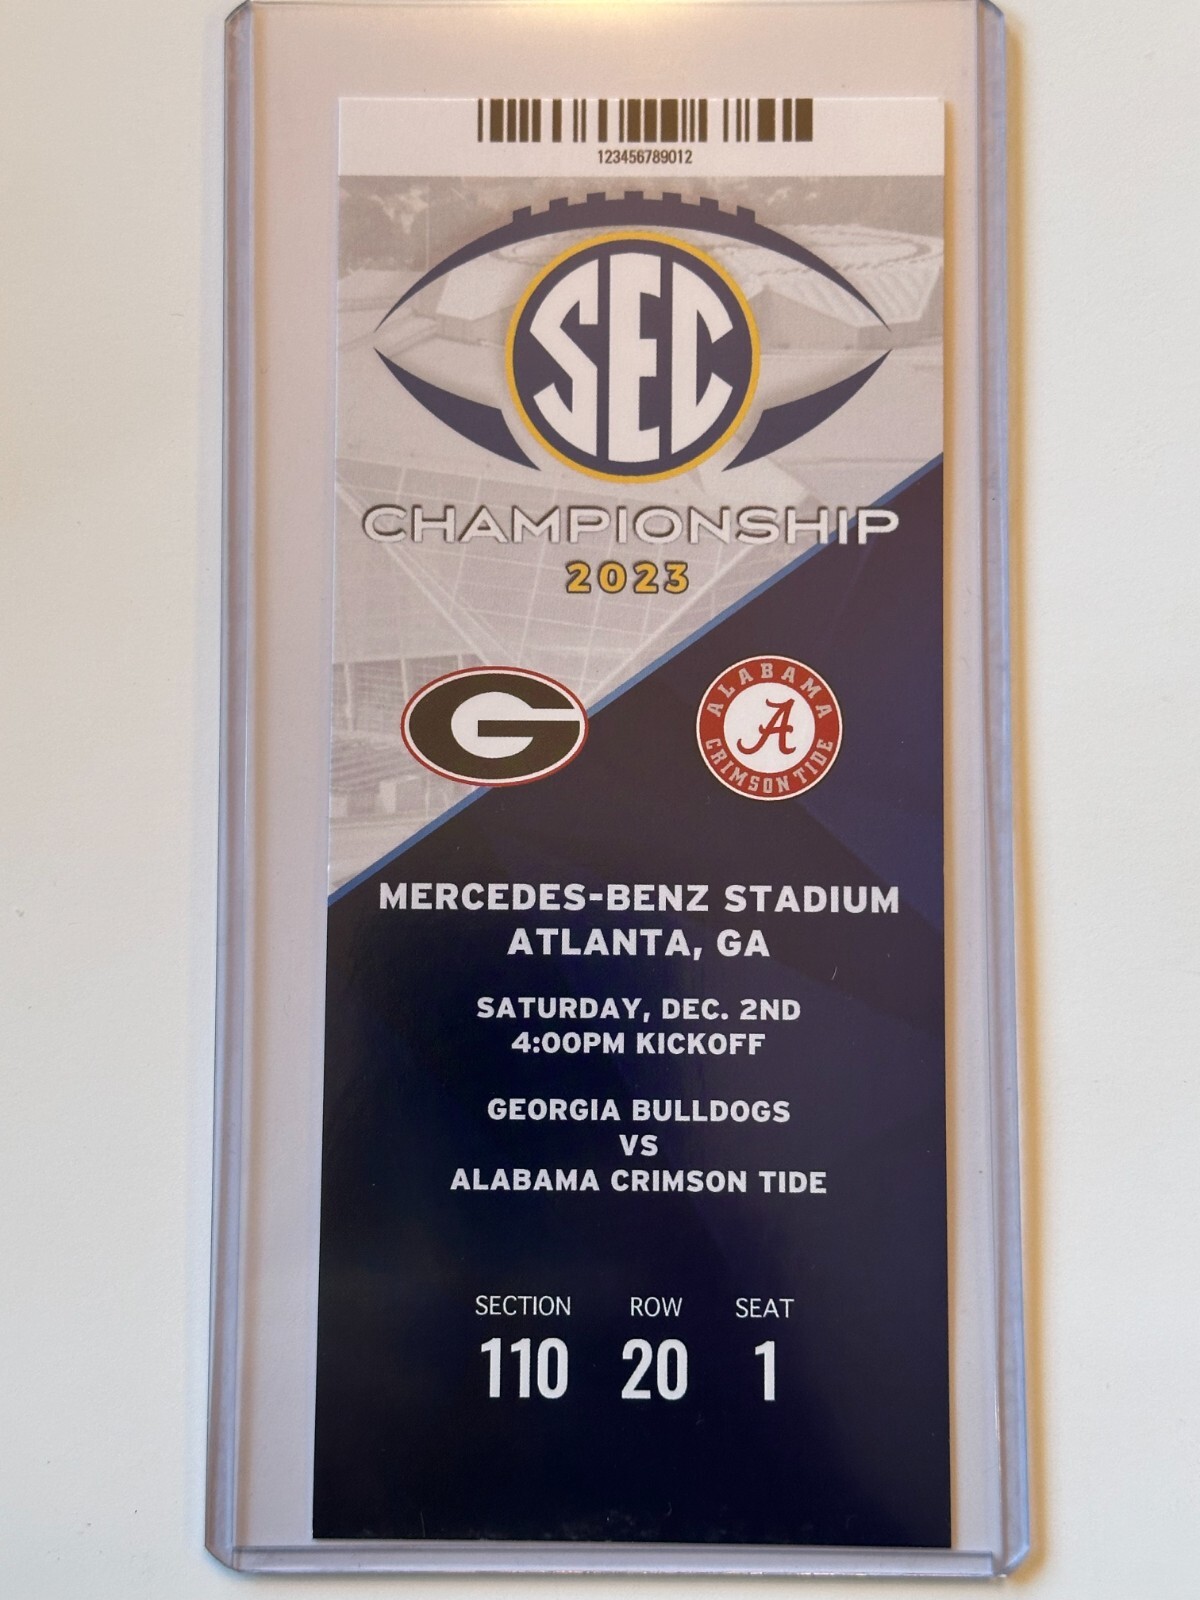 123456789012
SEC
CHAMPIONSHIP
2023
G
ALABAMA
A
CRIMSON TIDE
MERCEDES-BENZ STADIUM
ATLANTA, GA
SATURDAY, DEC. 2ND
4:00PM KICKOFF
GEORGIA BULLDOGS
VS
ALABAMA CRIMSON TIDE
SECTION ROW SEAT
110 20 1